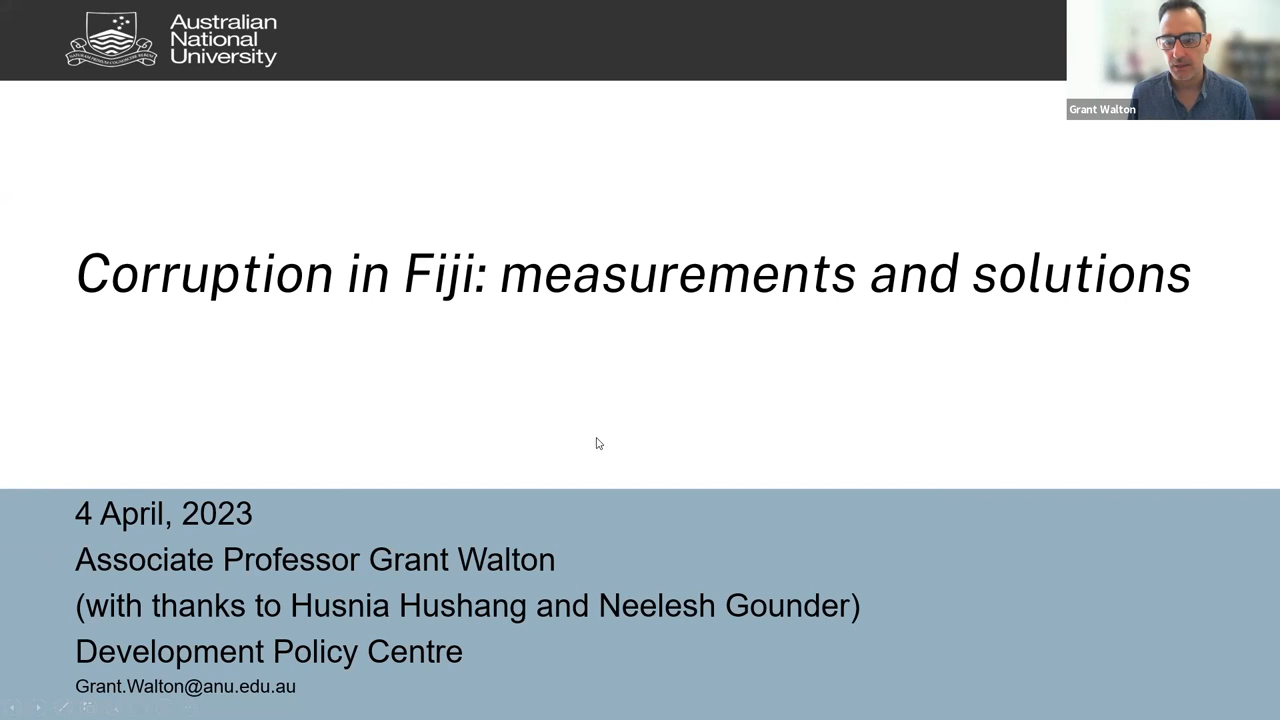 Australian
National
University
Grant Walton
Corruption in Fiji: measurements and solutions
4 April, 2023
Associate Professor Grant Walton
(with thanks to Husnia Hushang and Neelesh Gounder)
Development Policy Centre
Grant.Walton@anu.edu.au